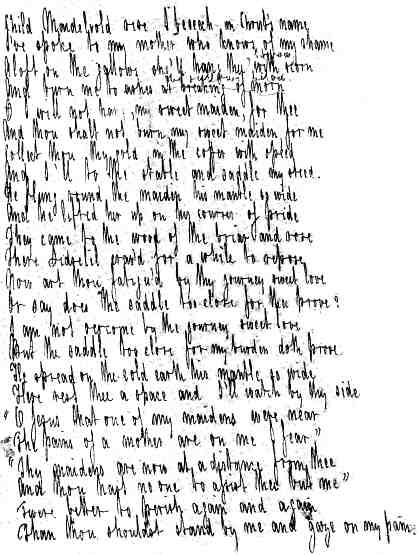 Child Maidelvold dear I beseech in Christ's name
I've spoke to my mother who knows of my shame
Aloft on the gallows she'll hang thy with scorn
And burn me to ashes at breaking of morn
I will not hang my sweet maiden for thee
And thou shalt not burn my sweet maiden for me
Collect thou thy gold in the coffer with speed
And I'll to the stable and saddle my steed.
He flung round the maiden his mantle so wide
And he lifted her up on his courser of pride
They came to the wood of the briar and rose
There Sidselil for a while to repose
Now art thou fatigu'd by thy journey sweet love
Or say does the saddle too close for thee prove?
I am not by the journey sweet love
But the saddle too close for my burden doth prove.
He spread on the cold earth his mantle so wide
Here rest thee a space and I'll watch by thy side
"O Jesus that one of my maidens were near
The pains of a mother are on me I fear"
"Thy maidens are now at a distance from thee
And thou hast no one to assist thee but me"
Twere better to perish again and again
Than thou shouldst stand by me and gaze on my pain.